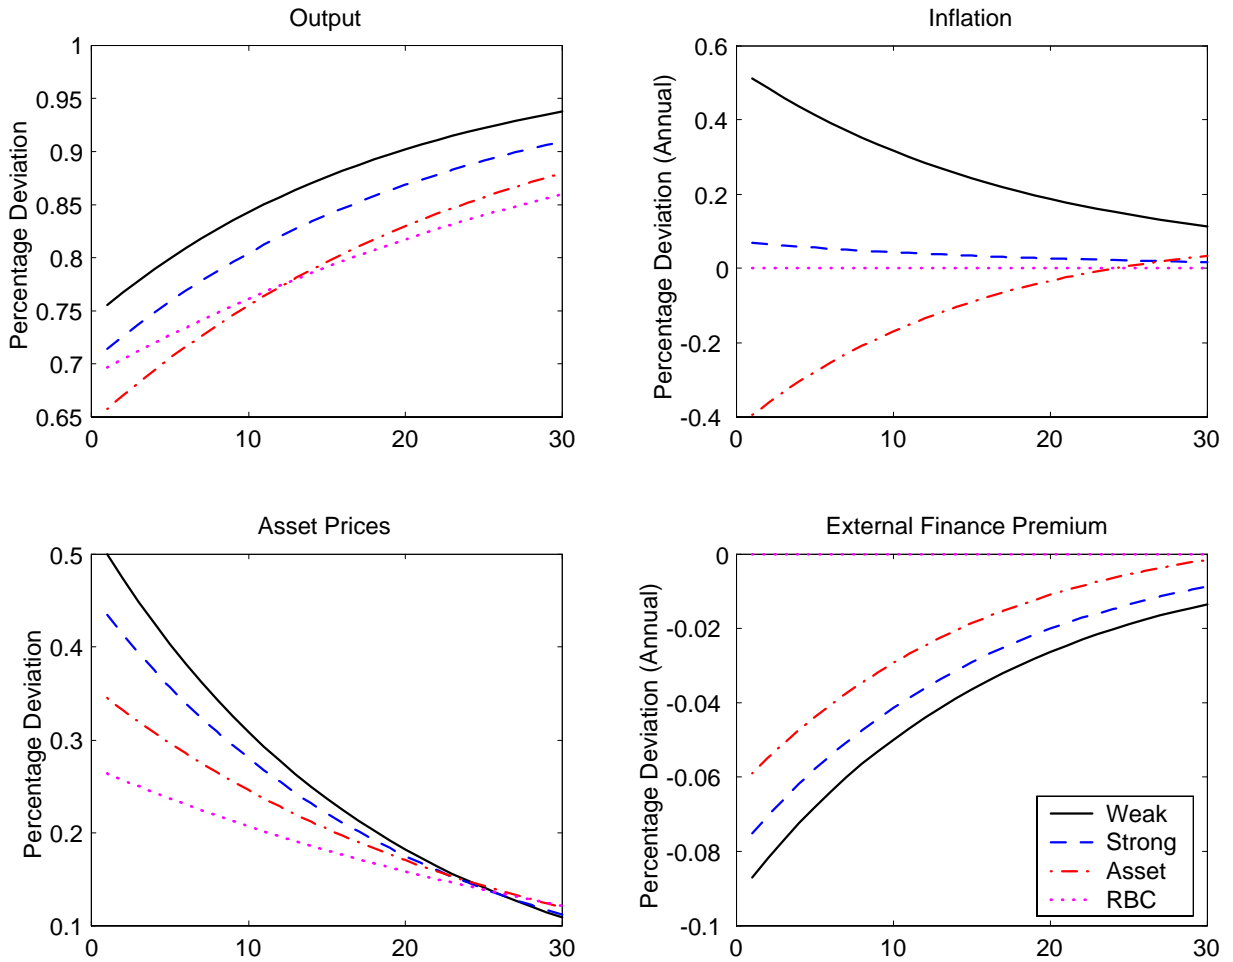 Output
Percentage Deviation
1
0.95
0.9
0.85
0.8
0.75
0.7
0.65
0 10 20 30
Inflation
Percentage Deviation (Annual)
0.6
0.4
0.2
0
-0.2
-0.4
0 10 20 30
Asset Prices
Percentage Deviation
0.5
0.4
0.3
0.2
0.1
0 10 20 30
External Finance Premium
Percentage Deviation (Annual)
0
-0.02
-0.04
-0.06
-0.08
-0.1
0 10 20 30
Weak
Strong
Asset
RBC